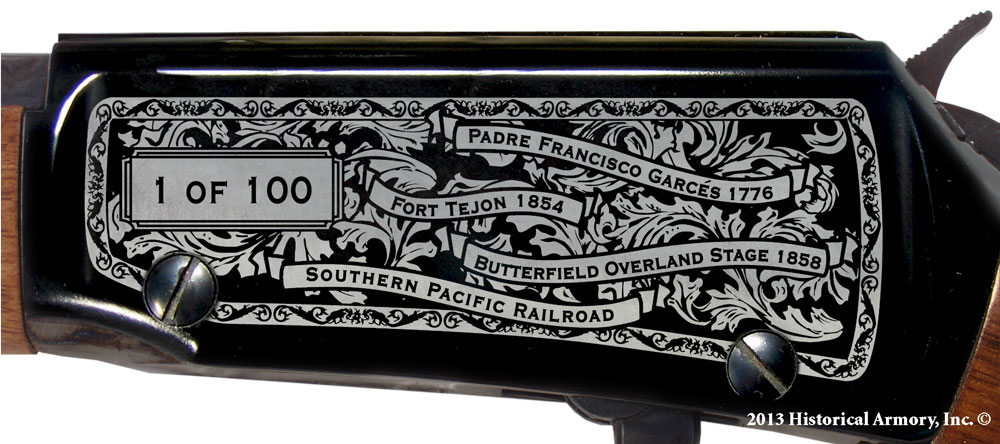 1 OF 100
PADRE FRANCISCO GARCÉS 1776
FORT TEJON 1854
BUTTERFIELD OVERLAND STAGE 1858
SOUTHERN PACIFIC RAILROAD
2013 Historical Armory, Inc. ©